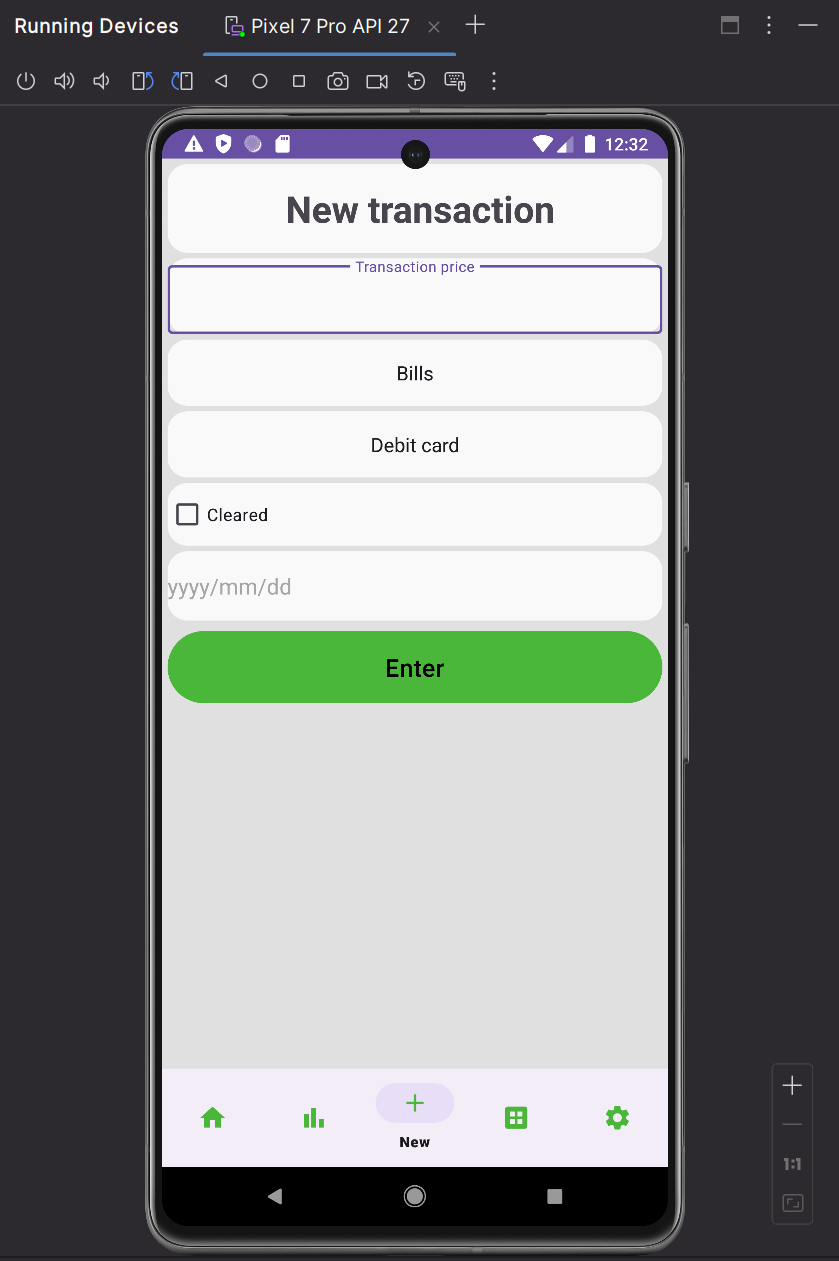 Running Devices
Pixel 7 Pro API 27
12:32
New transaction
Transaction price
Bills
Debit card
Cleared
yyyy/mm/dd
Enter
New
1:1